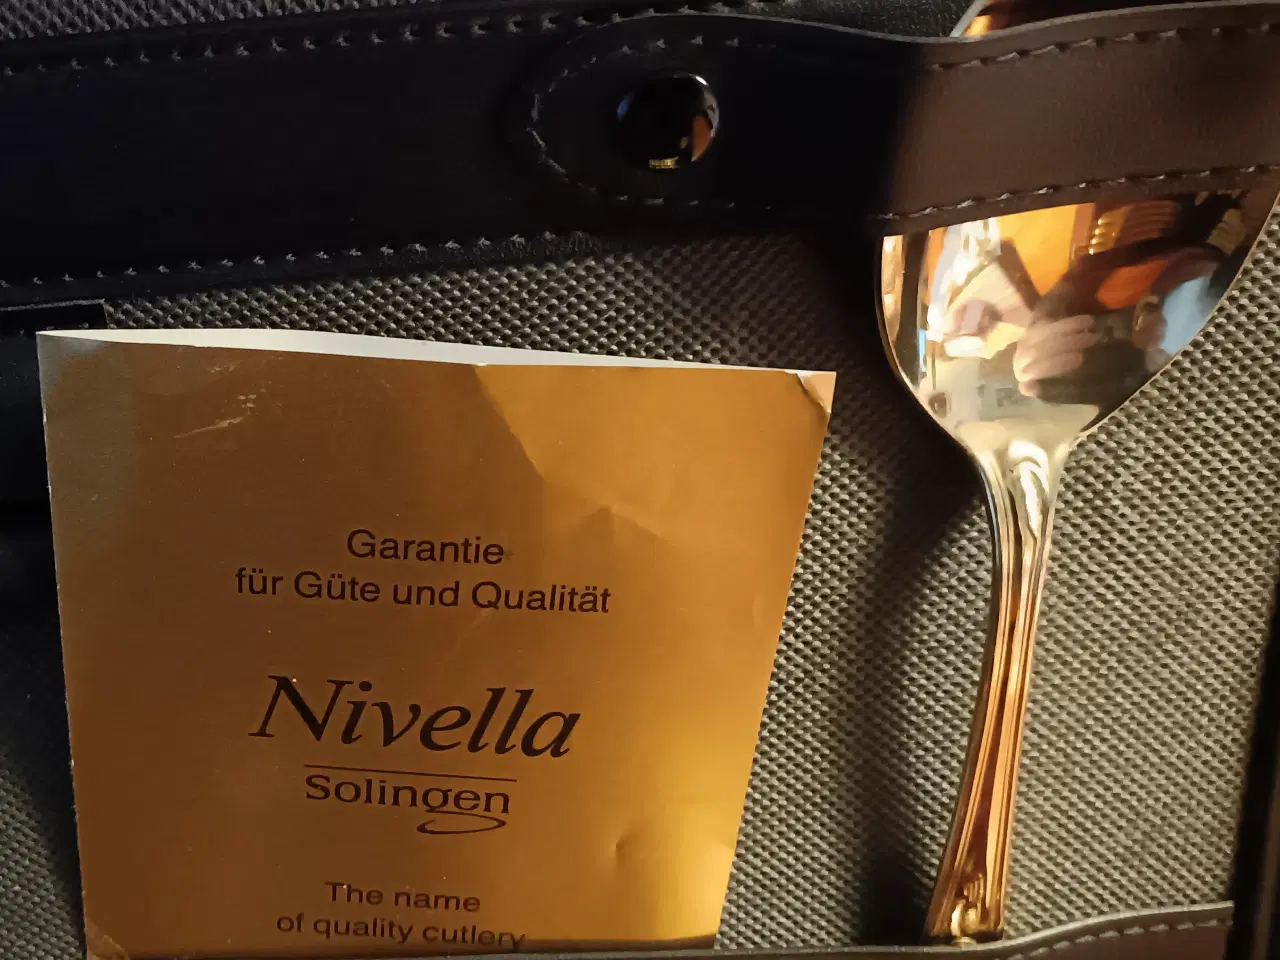 Garantie
für Güte und Qualität
Nivella
Solingen
The name
of quality cutlery